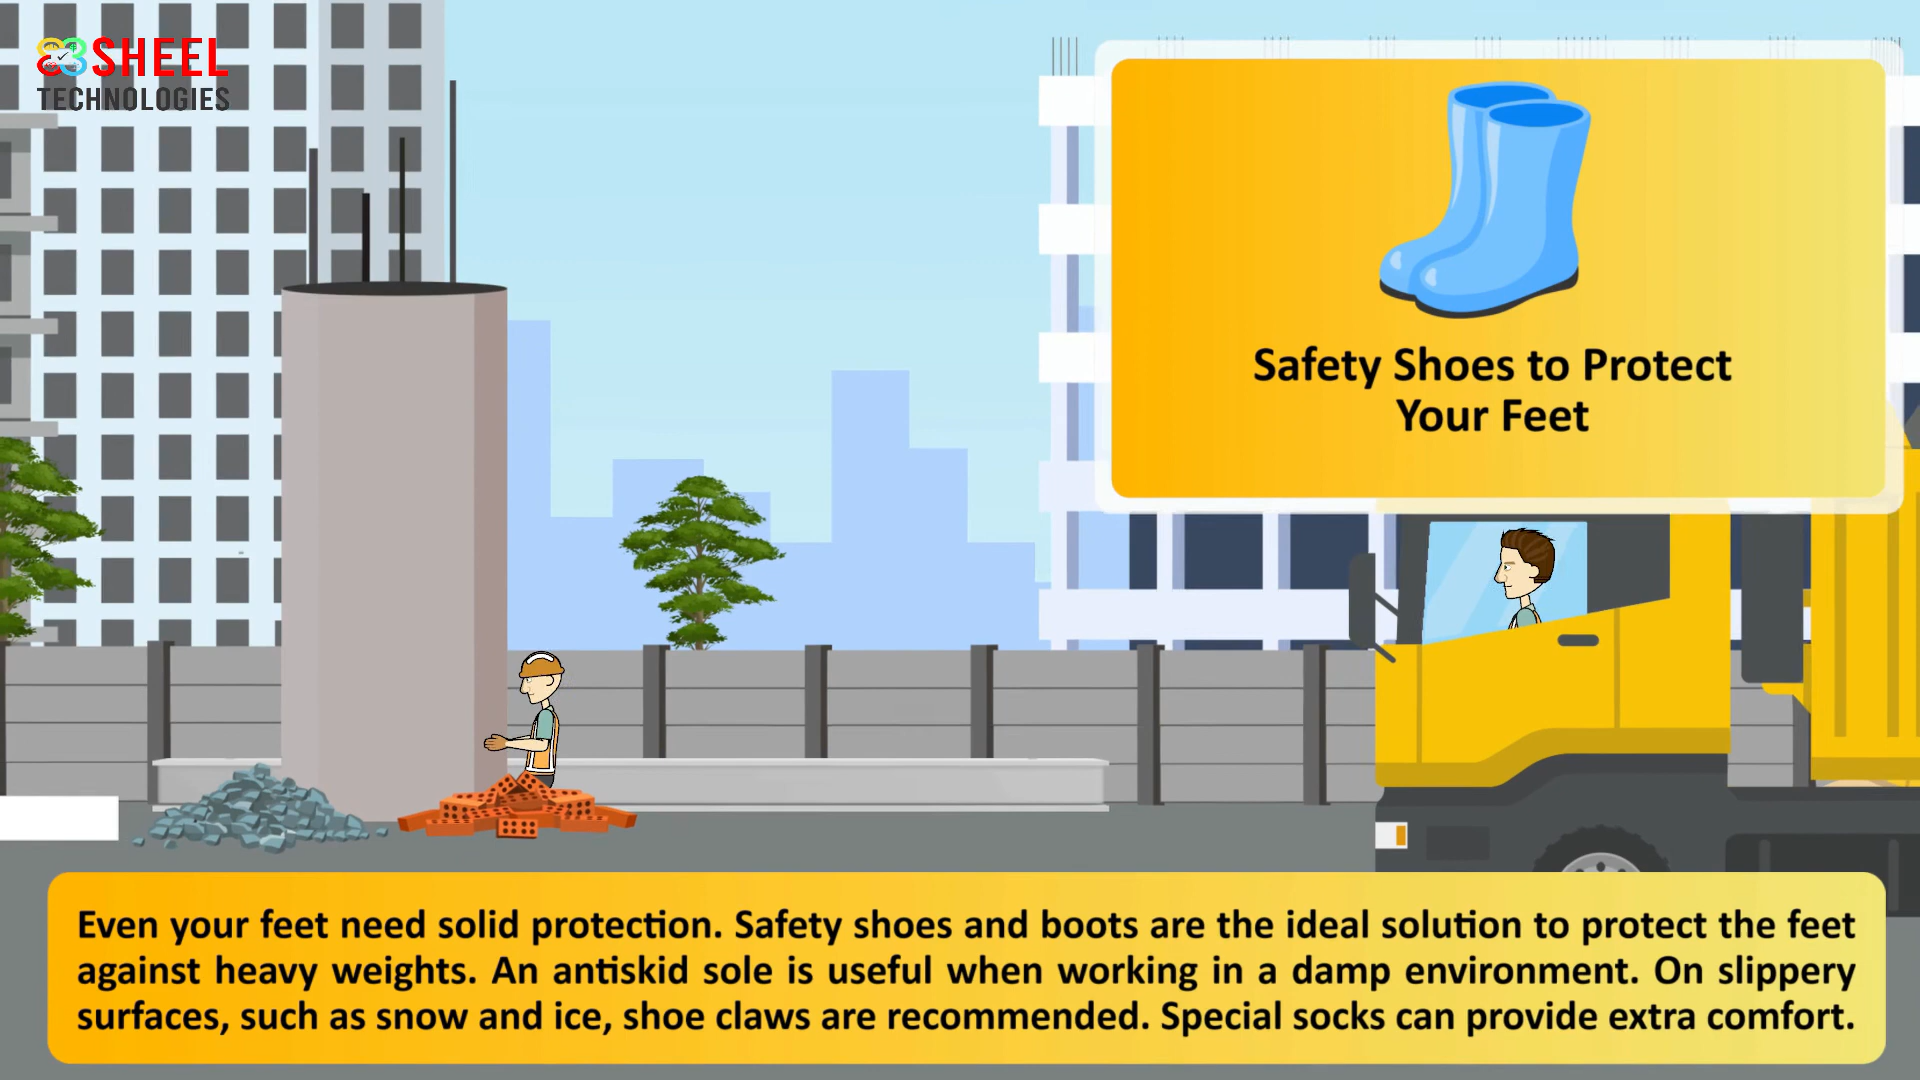 SHEEL
TECHNOLOGIES
Safety Shoes to Protect
Your Feet
Even your feet need solid protection. Safety shoes and boots are the ideal solution to protect the feet
against heavy weights. An antiskid sole is useful when working in a damp environment. On slippery
surfaces, such as snow and ice, shoe claws are recommended. Special socks can provide extra comfort.